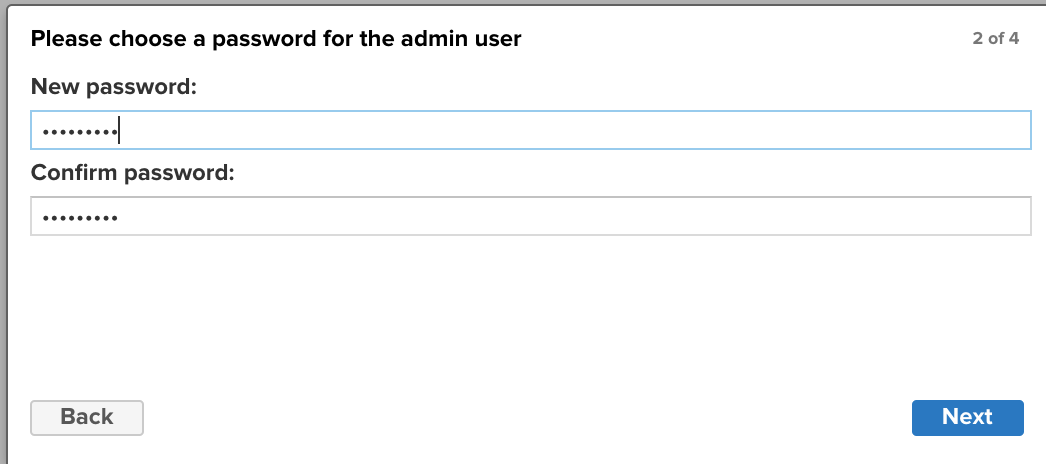 Please choose a password for the admin user
2 of 4
New password:
•••••••••
Confirm password:
•••••••••
Back
Next